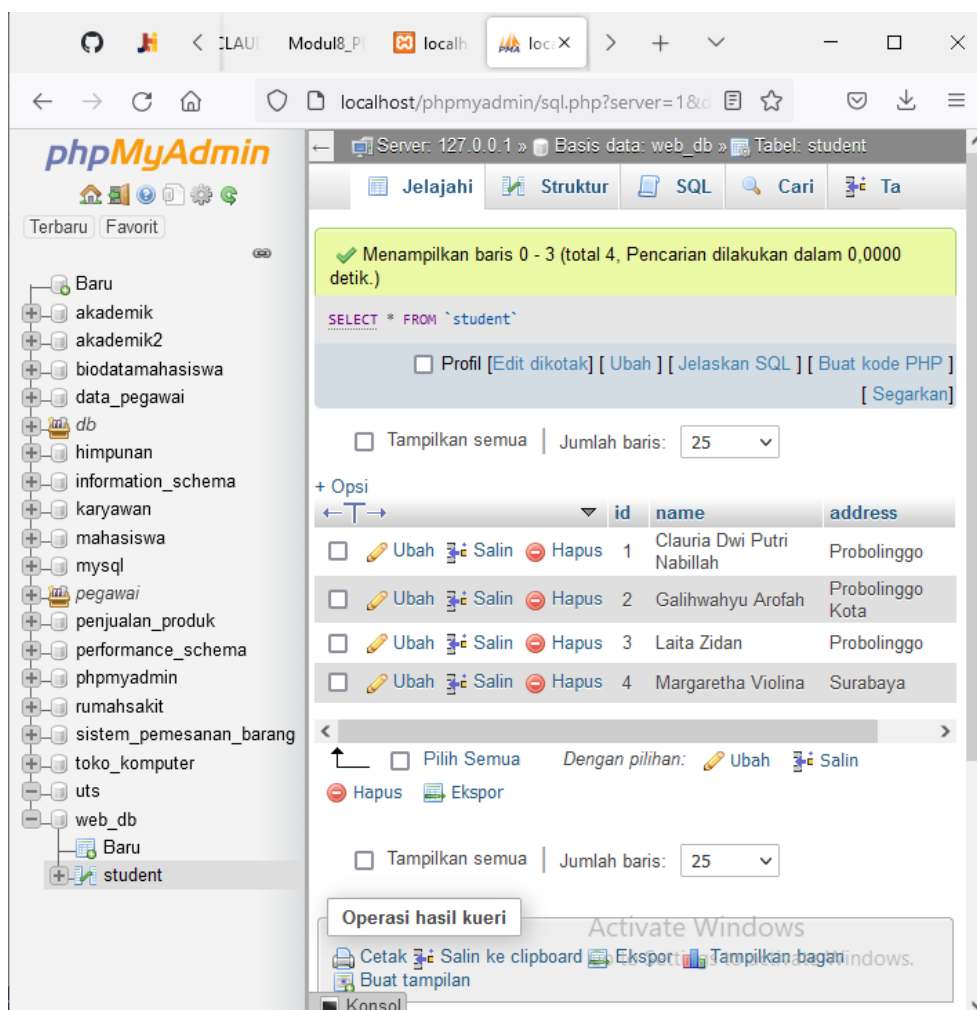 CLAU
Modul8_P
localh
loc
localhost/phpmyadmin/sql.php?server=1&d
phpMyAdmin
Terbaru Favorit
Baru
akademik
akademik2
biodatamahasiswa
data_pegawai
db
himpunan
information_schema
karyawan
mahasiswa
mysql
pegawai
penjualan_produk
performance_schema
phpmyadmin
rumahsakit
sistem_pemesanan_barang
toko_komputer
uts
web_db
Baru
student
Server: 127.0.0.1 » Basis data: web_db » Tabel: student
Jelajahi Struktur SQL Cari Ta
Menampilkan baris 0 - 3 (total 4, Pencarian dilakukan dalam 0,0000
detik.)
SELECT * FROM `student`
Profil [Edit dikotak] [ Ubah ] [ Jelaskan SQL ] [ Buat kode PHP ]
[ Segarkan]
Tampilkan semua | Jumlah baris: 25
+ Opsi
←T→ id name address
Ubah Salin Hapus 1 Clauria Dwi Putri Nabillah Probolinggo
Ubah Salin Hapus 2 Galihwahyu Arofah Probolinggo Kota
Ubah Salin Hapus 3 Laita Zidan Probolinggo
Ubah Salin Hapus 4 Margaretha Violina Surabaya
Pilih Semua Dengan pilihan: Ubah Salin
Hapus Ekspor
Tampilkan semua | Jumlah baris: 25
Operasi hasil kueri
Activate Windows
Cetak Salin ke clipboard Ekspor Tampilkan bagan
Buat tampilan
Konsol